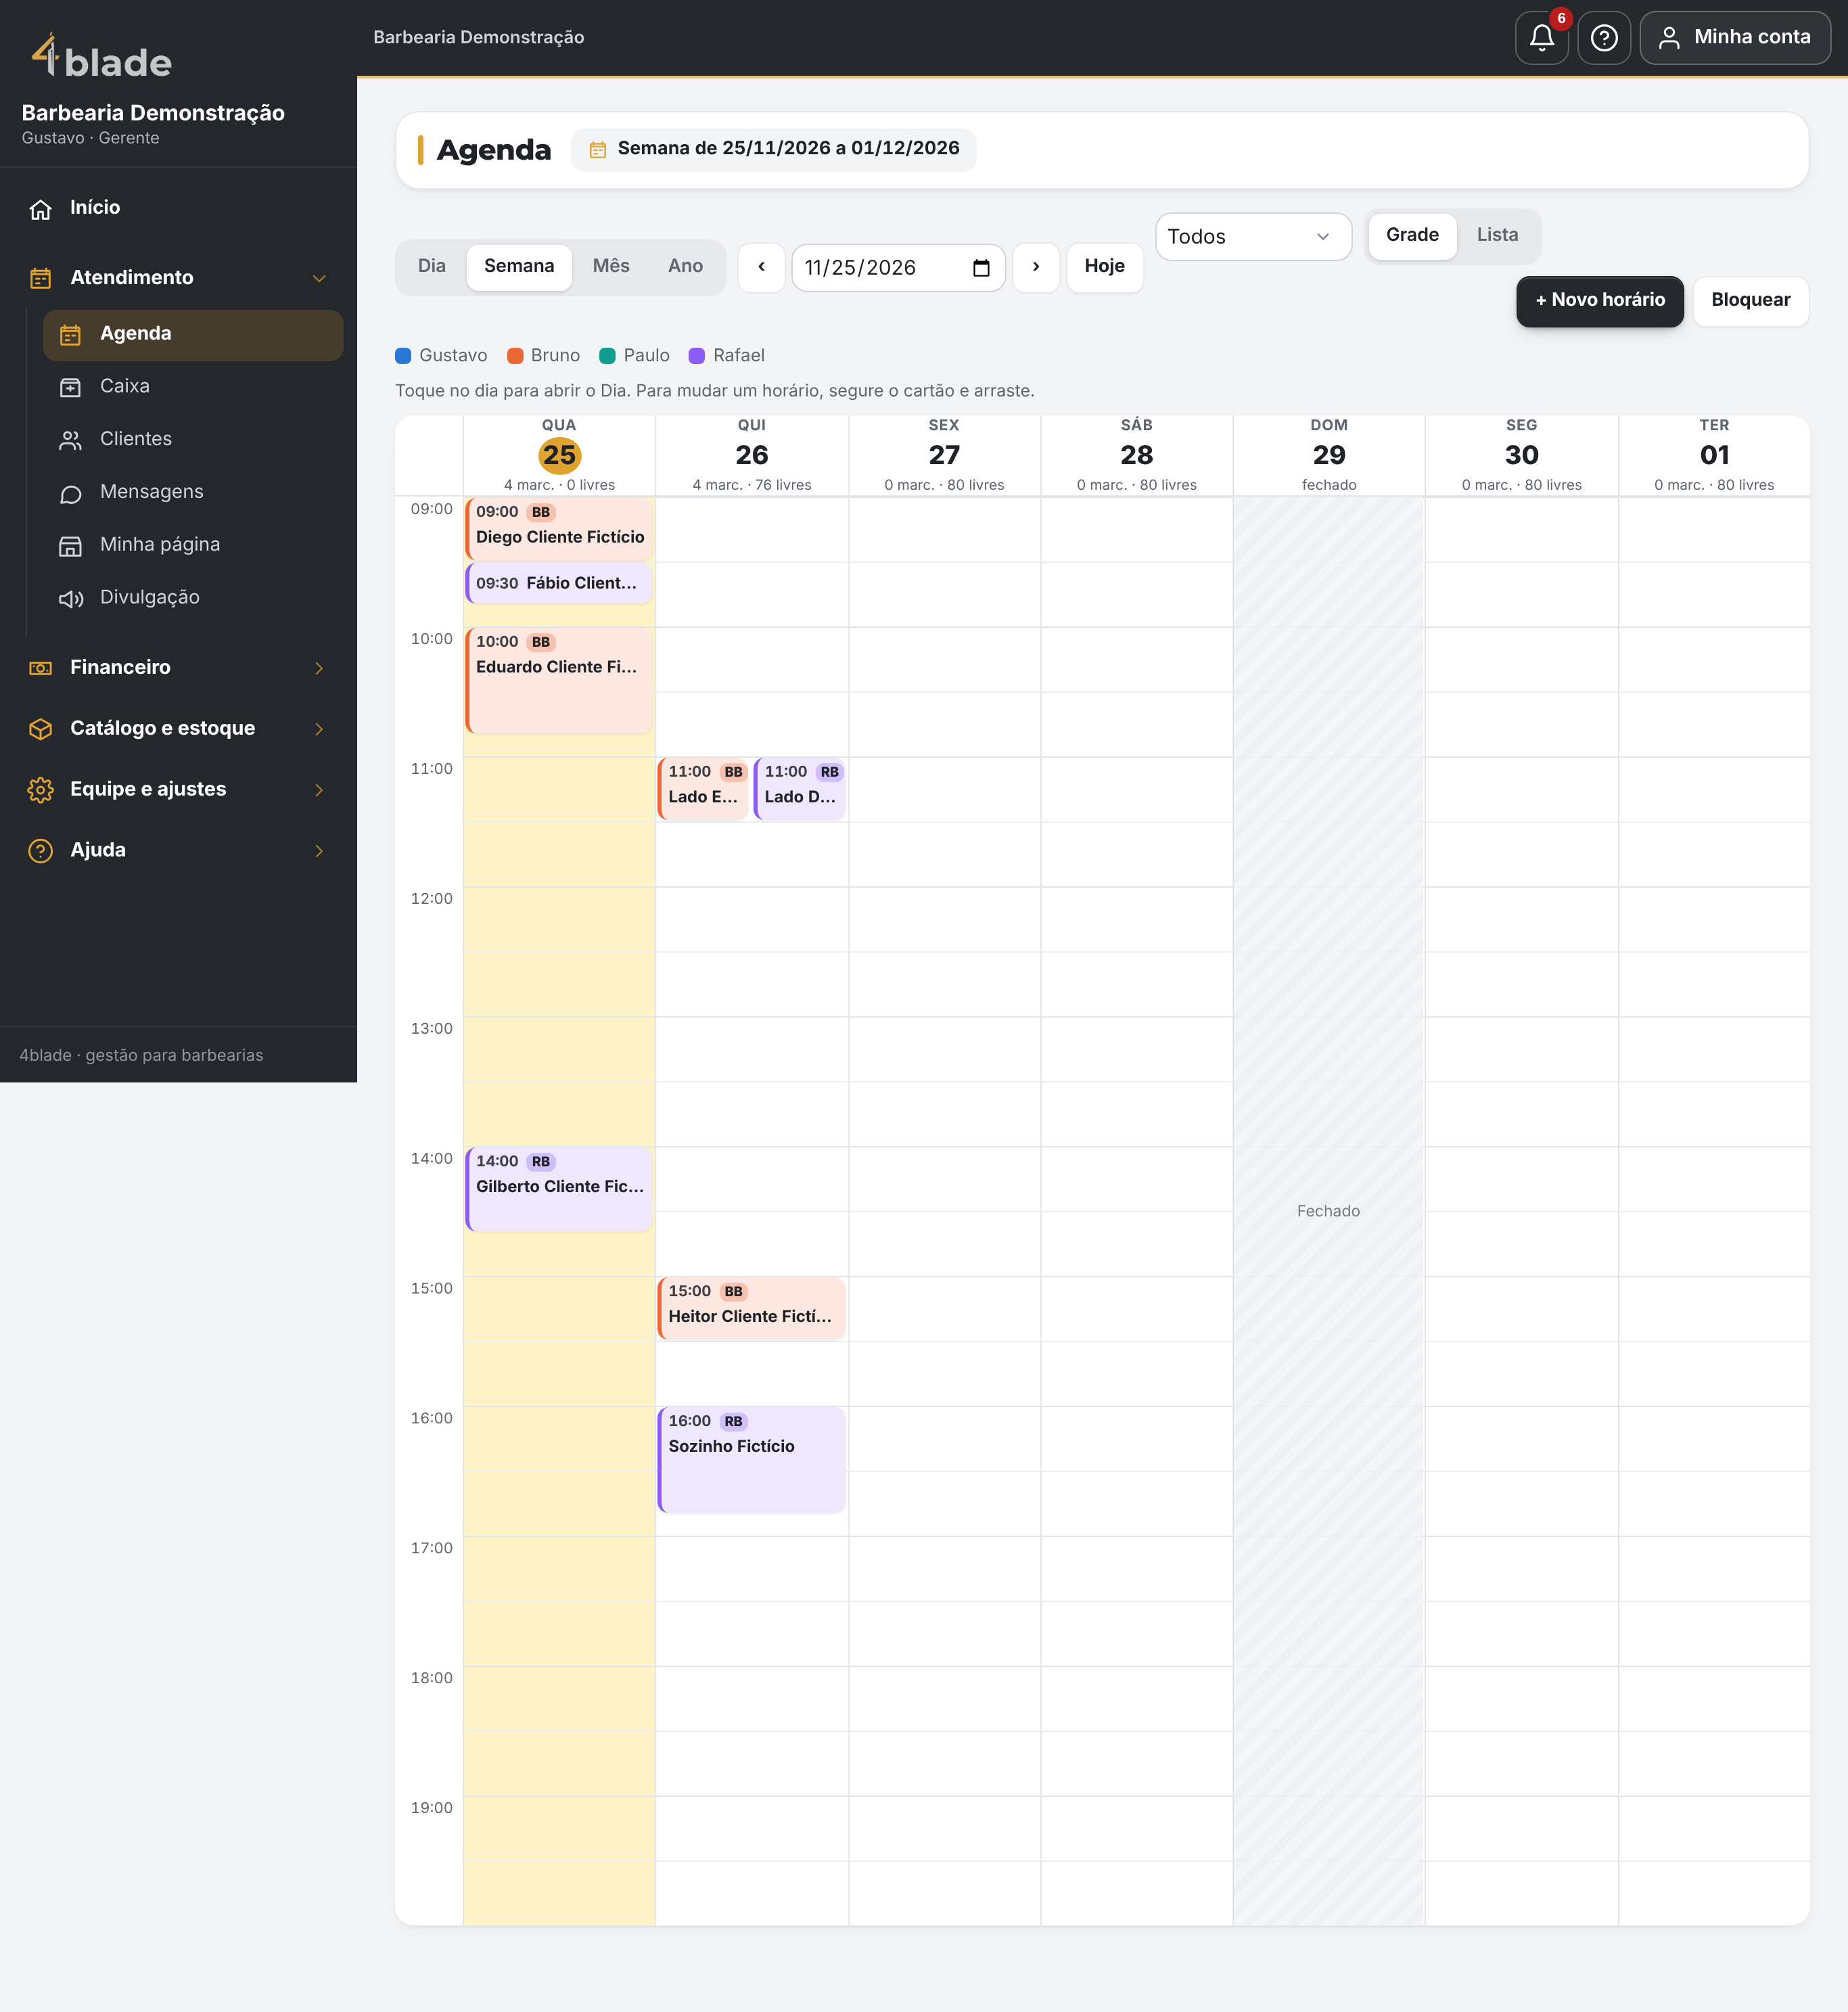 4blade
Barbearia Demonstração
Gustavo · Gerente
Início
Atendimento
Agenda
Caixa
Clientes
Mensagens
Minha página
Divulgação
Financeiro
Catálogo e estoque
Equipe e ajustes
Ajuda
4blade · gestão para barbearias
Barbearia Demonstração
6
Minha conta
Agenda
Semana de 25/11/2026 a 01/12/2026
Dia Semana Mês Ano
‹ 11/25/2026 › Hoje
Todos
Grade Lista
+ Novo horário Bloquear
Gustavo Bruno Paulo Rafael
Toque no dia para abrir o Dia. Para mudar um horário, segure o cartão e arraste.
QUA QUI SEX SÁB DOM SEG TER
25 26 27 28 29 30 01
4 marc. · 0 livres 4 marc. · 76 livres 0 marc. · 80 livres 0 marc. · 80 livres fechado 0 marc. · 80 livres 0 marc. · 80 livres
09:00
09:00 BB
Diego Cliente Fictício
09:30 Fábio Client...
10:00
10:00 BB
Eduardo Cliente Fi...
11:00
11:00 BB
Lado E...
11:00 RB
Lado D...
12:00
13:00
14:00
14:00 RB
Gilberto Cliente Fic...
Fechado
15:00
15:00 BB
Heitor Cliente Fictí...
16:00
16:00 RB
Sozinho Fictício
17:00
18:00
19:00